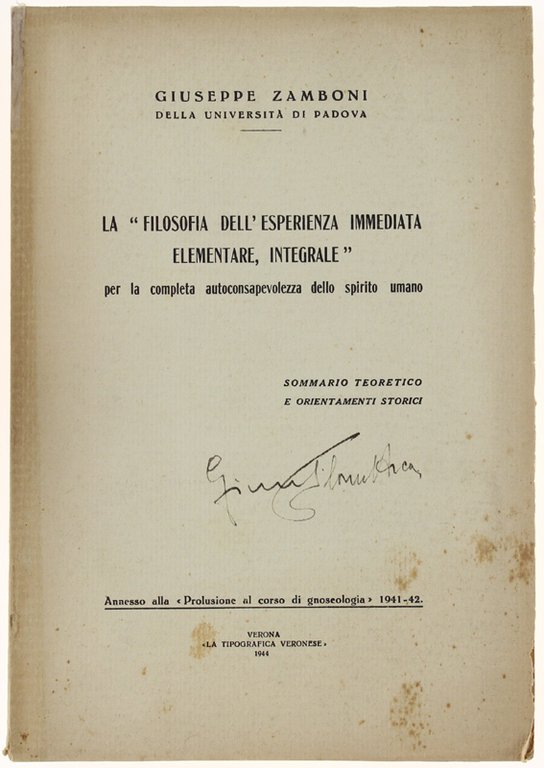 GIUSEPPE ZAMBONI
DELLA UNIVERSITÀ DI PADOVA
LA “ FILOSOFIA DELL' ESPERIENZA IMMEDIATA
ELEMENTARE, INTEGRALE ”
per la completa autoconsapevolezza dello spirito umano
SOMMARIO TEORETICO
E ORIENTAMENTI STORICI
Annesso alla « Prolusione al corso di gnoseologia » 1941-42.
VERONA
«LA TIPOGRAFICA VERONESE»
1944